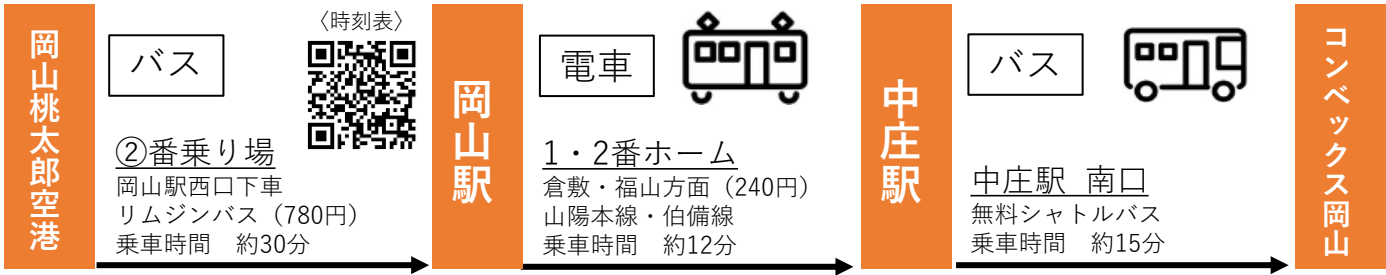 岡山桃太郎空港
バス
〈時刻表〉
②番乗り場
岡山駅西口下車
リムジンバス（780円）
乗車時間　約30分
岡山駅
電車
1・2番ホーム
倉敷・福山方面（240円）
山陽本線・伯備線
乗車時間　約12分
中庄駅
バス
中庄駅 南口
無料シャトルバス
乗車時間　約15分
コンベックス岡山